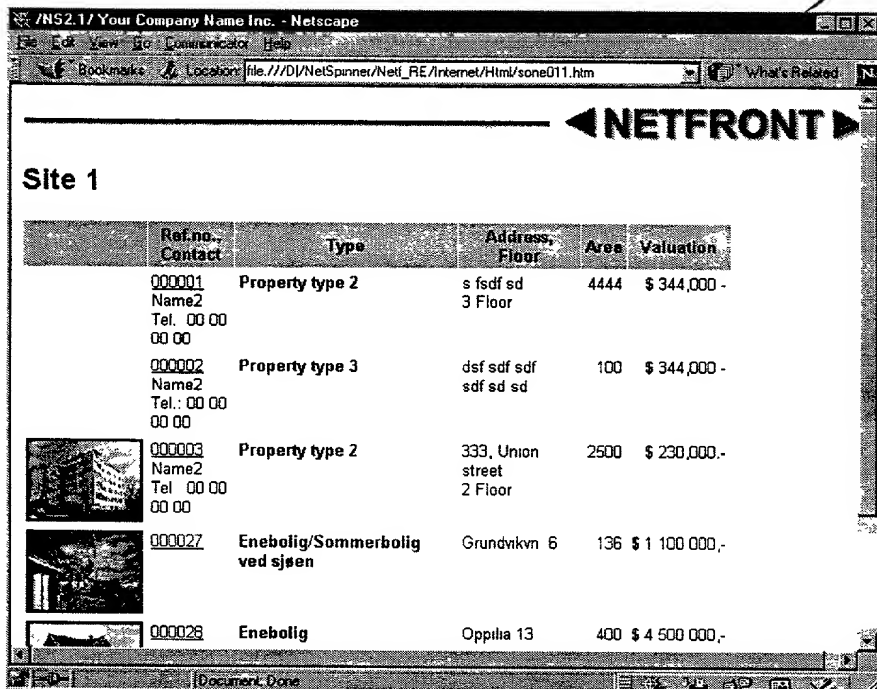 /NS2.1/ Your Company Name Inc. - Netscape
File Edit View Go Communicator Help
Bookmarks Location: file:///D|/NetSpinner/Netf_RE/Internet/Html/sone011.htm What's Related N
NETFRONT
Site 1
Ref.no., Contact Type Address, Floor Area Valuation
000001 Property type 2 s fsdf sd 4444 $ 344,000 -
Name2 3 Floor
Tel. 00 00
00 00
000002 Property type 3 dsf sdf sdf 100 $ 344,000 -
Name2 sdf sd sd
Tel.: 00 00
00 00
000003 Property type 2 333, Union 2500 $ 230,000.-
Name2 street
Tel 00 00 2 Floor
00 00
000027 Enebolig/Sommerbolig Grundvikvn 6 136 $ 1 100 000,-
ved sjøen
000028 Enebolig Oppilia 13 400 $ 4 500 000,-
Document: Done